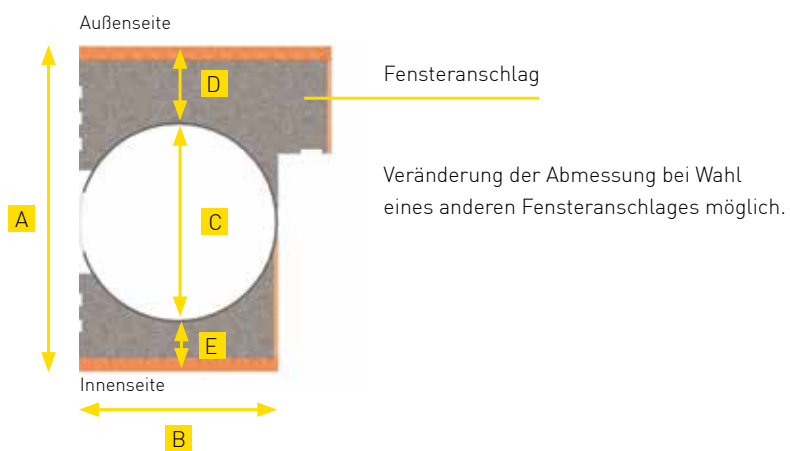 Außenseite
Fensteranschlag
D
Veränderung der Abmessung bei Wahl
eines anderen Fensteranschlages möglich.
A
C
E
Innenseite
B